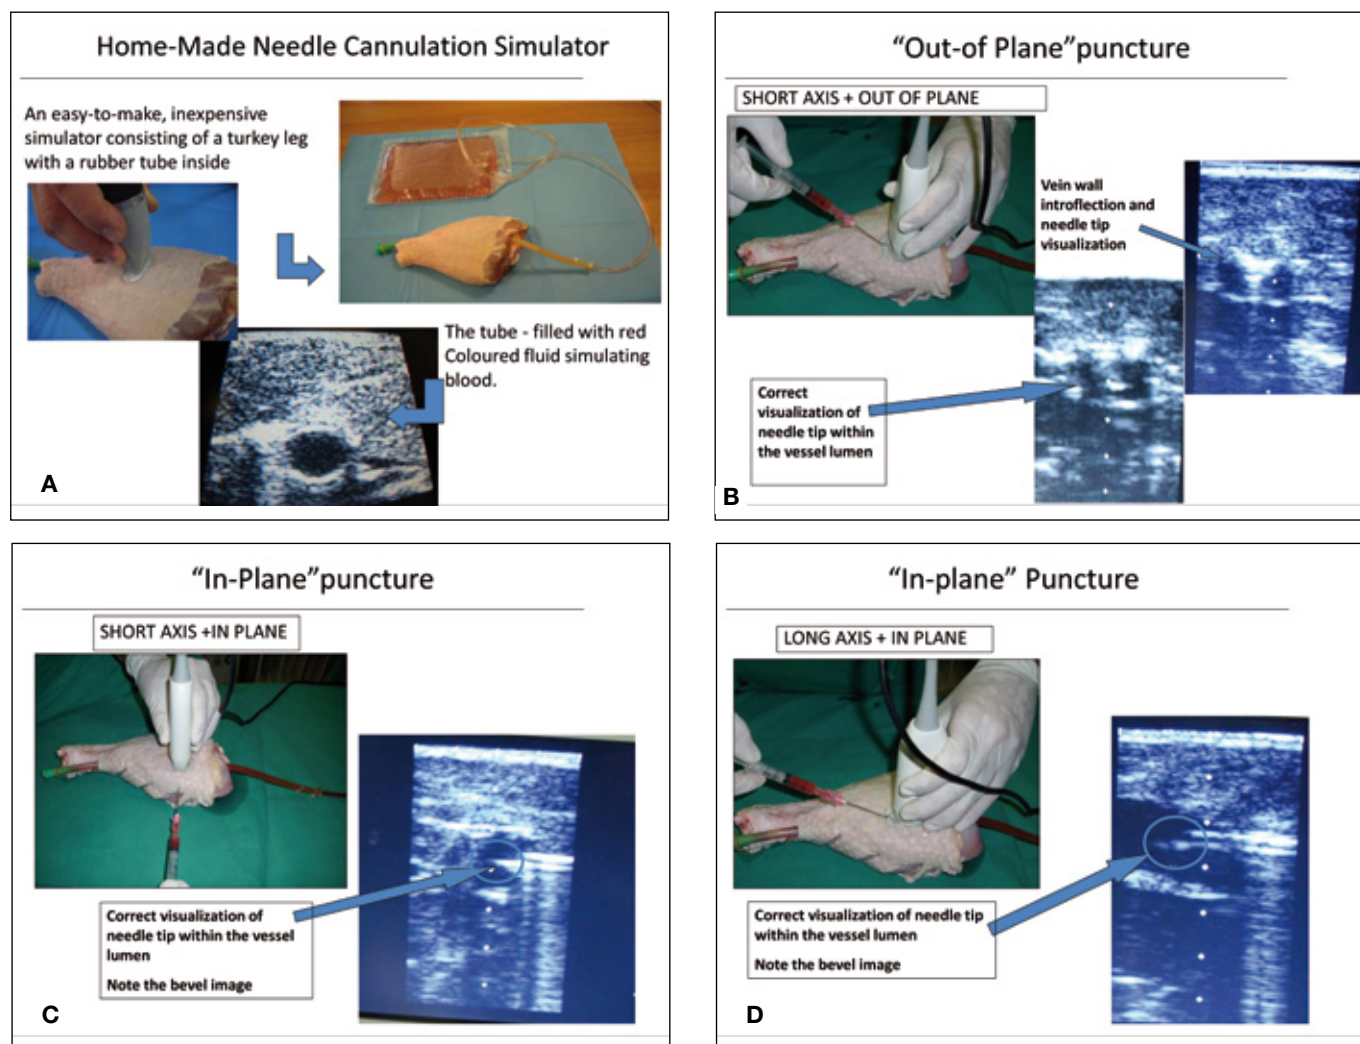 Home-Made Needle Cannulation Simulator
An easy-to-make, inexpensive
simulator consisting of a turkey leg
with a rubber tube inside
The tube - filled with red
Coloured fluid simulating
blood.
A
“Out-of Plane”puncture
SHORT AXIS + OUT OF PLANE
Vein wall
introflection and
needle tip
visualization
Correct
visualization of
needle tip within
the vessel lumen
B
“In-Plane”puncture
SHORT AXIS +IN PLANE
Correct visualization of
needle tip within the vessel
lumen
Note the bevel image
C
“In-plane” Puncture
LONG AXIS + IN PLANE
Correct visualization of needle tip
within the vessel lumen
Note the bevel image
D